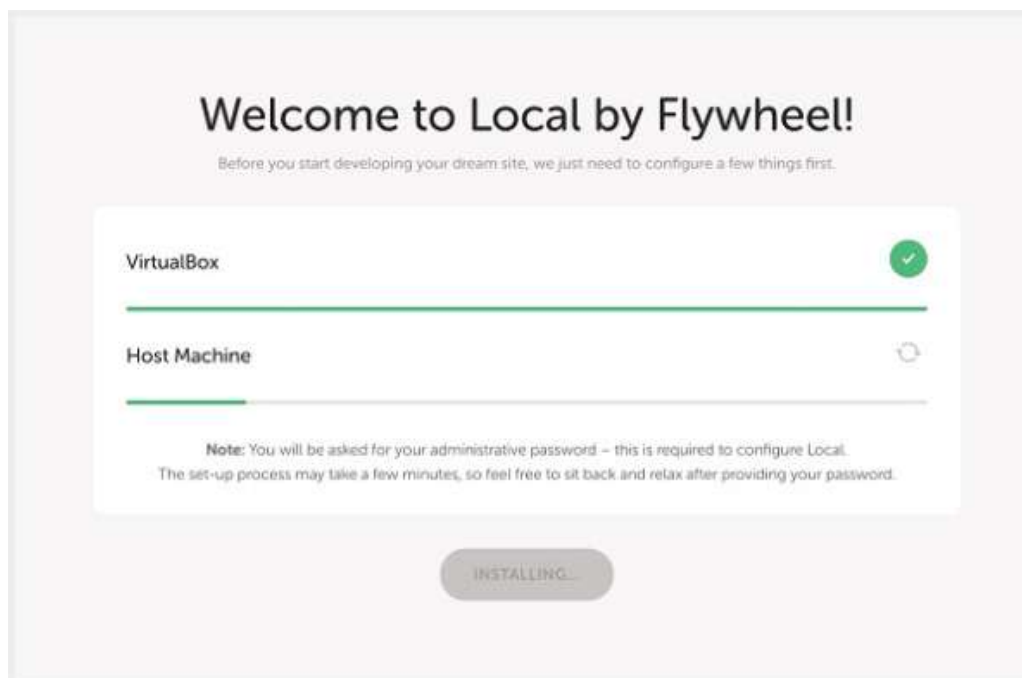 Welcome to Local by Flywheel!
Before you start developing your dream site, we just need to configure a few things first.
VirtualBox
Host Machine
Note: You will be asked for your administrative password – this is required to configure Local.
The set-up process may take a few minutes, so feel free to sit back and relax after providing your password.
INSTALLING...